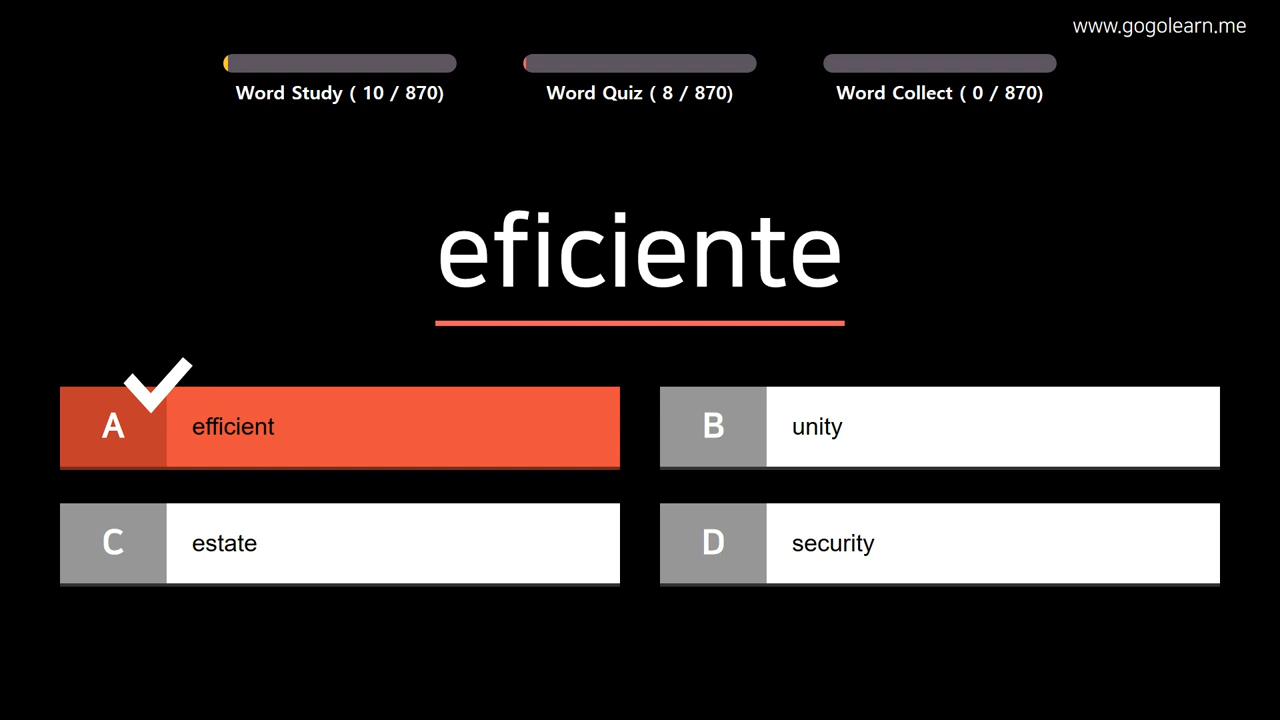 www.gogolearn.me
Word Study ( 10 / 870)
Word Quiz ( 8 / 870)
Word Collect ( 0 / 870)
eficiente
A efficient
B unity
C estate
D security